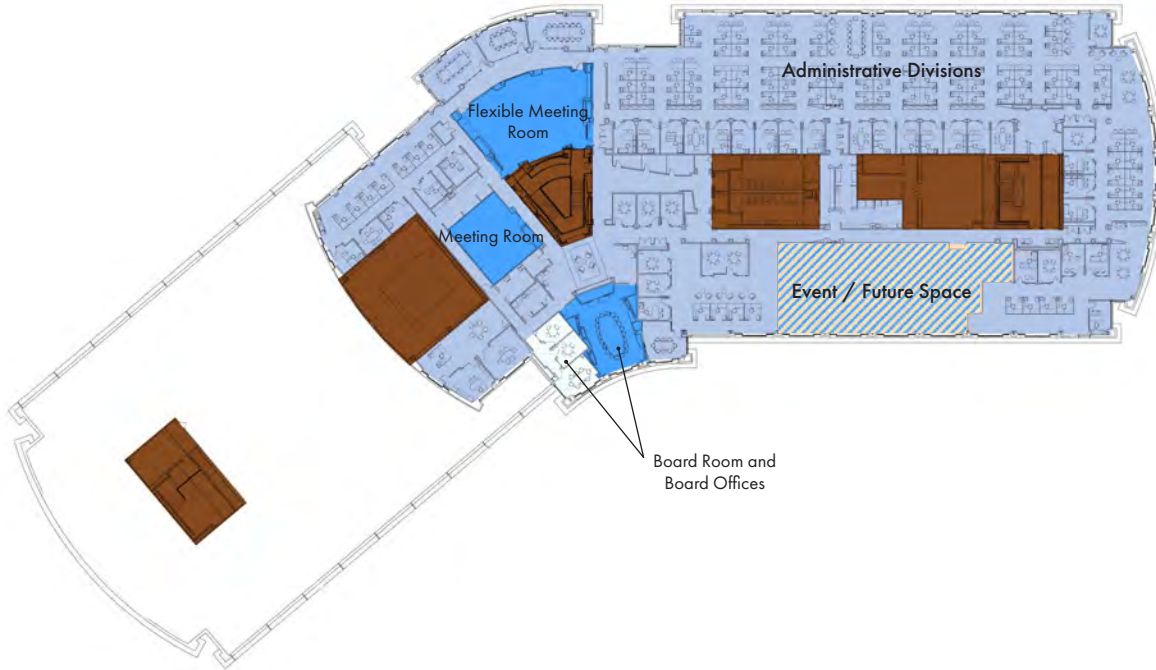 Administrative Divisions
Flexible Meeting
Room
Meeting Room
Event / Future Space
Board Room and
Board Offices